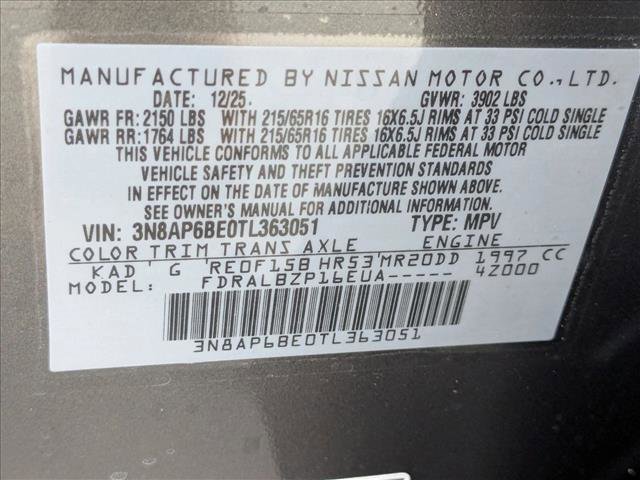 MANUFACTURED BY NISSAN MOTOR CO., LTD.
DATE: 12/25. GVWR: 3902 LBS
GAWR FR: 2150 LBS WITH 215/65R16 TIRES 16X6.5J RIMS AT 33 PSI COLD SINGLE
GAWR RR: 1764 LBS WITH 215/65R16 TIRES 16X6.5J RIMS AT 33 PSI COLD SINGLE
THIS VEHICLE CONFORMS TO ALL APPLICABLE FEDERAL MOTOR
VEHICLE SAFETY AND THEFT PREVENTION STANDARDS
IN EFFECT ON THE DATE OF MANUFACTURE SHOWN ABOVE.
SEE OWNER'S MANUAL FOR ADDITIONAL INFORMATION.
VIN: 3N8AP6BE0TL363051 TYPE: MPV
COLOR TRIM TRANS AXLE ENGINE
KAD G RE0F15B HR53 MR20DD 1997 CC
MODEL: FDRALBZP16EUA----- 4Z000
3N8AP6BE0TL363051